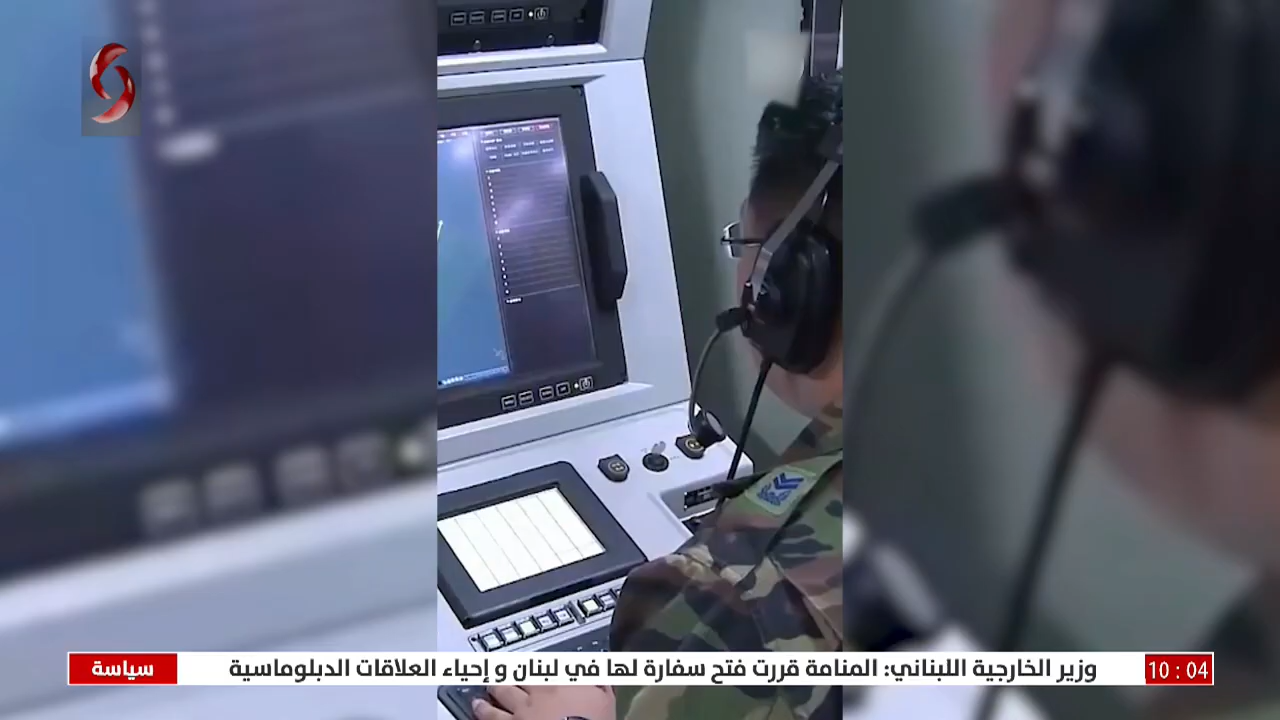 وزير الخارجية اللبناني: المنامة قررت فتح سفارة لها في لبنان و إحياء العلاقات الدبلوماسية
سياسة
10 : 04